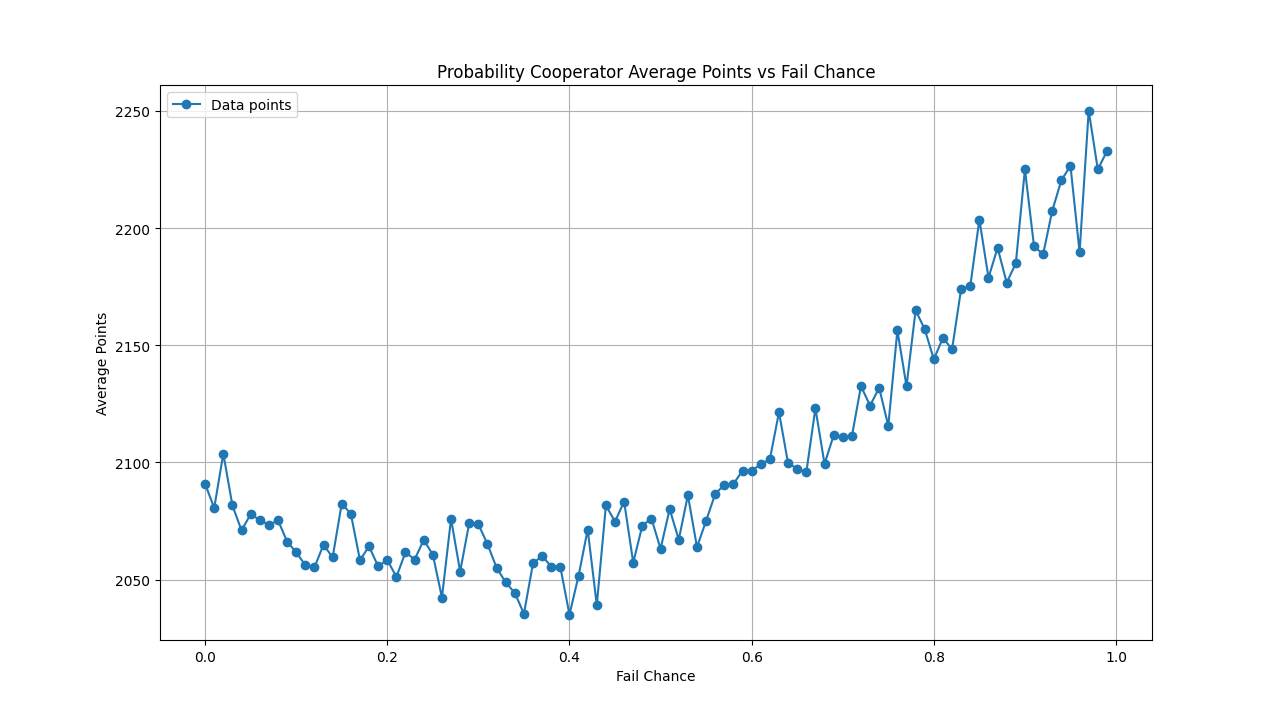 Probability Cooperator Average Points vs Fail Chance
Data points
2250
2200
2150
2100
2050
Average Points
0.0 0.2 0.4 0.6 0.8 1.0
Fail Chance